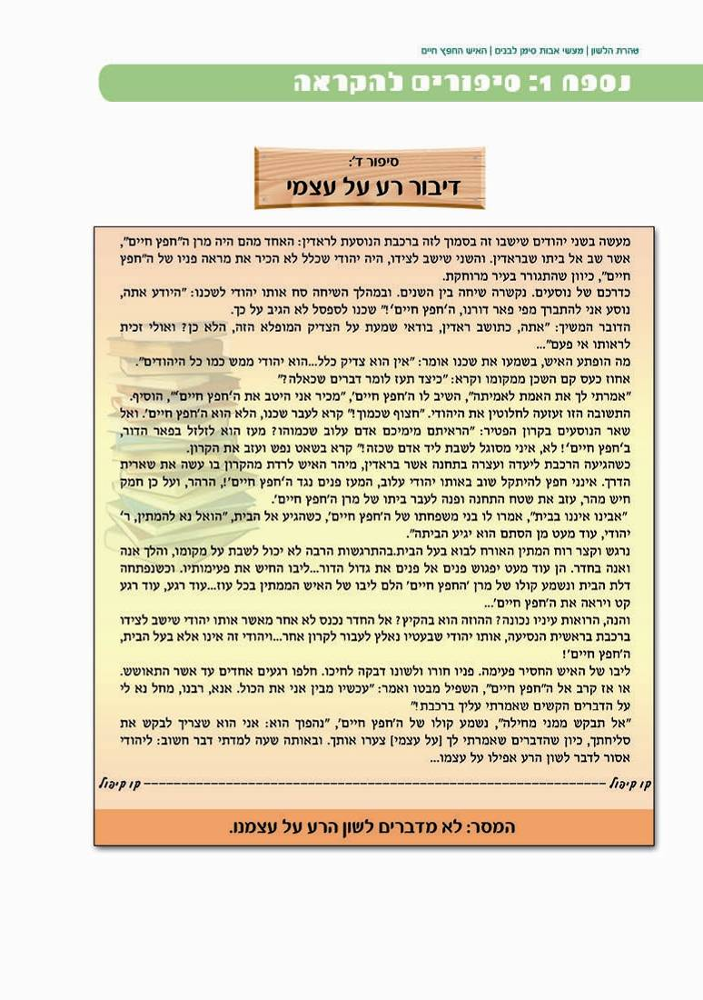 טהרת הלשון | מעשי אבות סימן לבנים | האיש החפץ חיים
נספח 1: סיפורים להקראה
סיפור ד':
דיבור רע על עצמי
מעשה בשני יהודים שישבו זה בסמוך לזה ברכבת הנוסעת לראדין: האחד מהם היה מרן ה"חפץ חיים",
אשר שב אל ביתו שבראדין. והשני שישב לצידו, היה יהודי שכלל לא הכיר את מראה פניו של ה"חפץ
חיים", כיוון שהתגורר בעיר מרוחקת.
כדרכם של נוסעים. נקשרה שיחה בין השנים. ובמהלך השיחה סח אותו יהודי לשכנו: "היודע אתה,
נוסע אני להתברך מפי פאר דורנו, ה'חפץ חיים'!" שכנו לספסל לא הגיב על כך.
הדובר המשיך: "אתה, כתושב ראדין, בודאי שמעת על הצדיק המופלא הזה, הלא כן? ואולי זכית
לראותו אי פעם"...
מה הופתע האיש, בשמעו את שכנו אומר: "אין הוא צדיק כלל...הוא יהודי ממש כמו כל היהודים".
אחוז כעס קם השכן ממקומו וקרא: "כיצד תעז לומר דברים שכאלה?"
"אמרתי לך את האמת לאמיתה", השיב לו ה'חפץ חיים', "מכיר אני היטב את ה'חפץ חיים'", הוסיף.
התשובה הזו זעזעה לחלוטין את היהודי. "חצוף שכמוך!" קרא לעבר שכנו, הלא הוא ה'חפץ חיים'. ואל
שאר הנוסעים בקרון הפטיר: "הראיתם מימיכם אדם עלוב שכמוהו? מעז הוא לזלזל בפאר הדור,
ב'חפץ חיים'! לא, איני מסוגל לשבת ליד אדם שכזה!" קרא בשאט נפש ועזב את הקרון.
כשהגיעה הרכבת ליעדה ועצרה בתחנה אשר בראדין, מיהר האיש לרדת מהקרון בו עשה את שארית
הדרך. אינני חפץ להיתקל שוב באותו יהודי עלוב, המעז פנים נגד ה'חפץ חיים'!, הרהר, ועל כן חמק
חיש מהר, עזב את שטח התחנה ופנה לעבר ביתו של מרן ה'חפץ חיים'.
"אבינו איננו בבית", אמרו לו בני משפחתו של ה'חפץ חיים', כשהגיע אל הבית, "הואל נא להמתין, ר'
יהודי, עוד מעט מן הסתם הוא יגיע הביתה".
נרגש וקצר רוח המתין האורח לבוא בעל הבית.בהתרגשות הרבה לא יכול לשבת על מקומו, והלך אנה
ואנה בחדר. הן עוד מעט יפגוש פנים אל פנים את גדול הדור...ליבו החיש את פעימותיו. וכשנפתחה
דלת הבית ונשמע קולו של מרן 'החפץ חיים' הלם ליבו של האיש הממתין בכל עוז...עוד רגע, עוד רגע
קט ויראה את ה'חפץ חיים'...
והנה, הרואות עיניו נכונה? ההוזה הוא בהקיץ? אל החדר נכנס לא אחר מאשר אותו יהודי שישב לצידו
ברכבת בראשית הנסיעה, אותו יהודי שבעטיו נאלץ לעבור לקרון אחר...ויהודי זה אינו אלא בעל הבית,
ה'חפץ חיים'!
ליבו של האיש החסיר פעימה. פניו חורו ולשונו דבקה לחיכו. חלפו רגעים אחדים עד אשר התאושש.
או אז קרב אל ה"חפץ חיים", השפיל מבטו ואמר: "עכשיו מבין אני את הכול. אנא, רבנו, מחל נא לי
על הדברים הקשים שאמרתי עליך ברכבת!"
"אל תבקש ממני מחילה", נשמע קולו של ה'חפץ חיים', "נהפוך הוא: אני הוא שצריך לבקש את
סליחתך, כיון שהדברים שאמרתי לך [על עצמי] צערו אותך. ובאותה שעה למדתי דבר חשוב: ליהודי
אסור לדבר לשון הרע אפילו על עצמו...
קו קיפול ---------------------------------------- קו קיפול
המסר: לא מדברים לשון הרע על עצמנו.